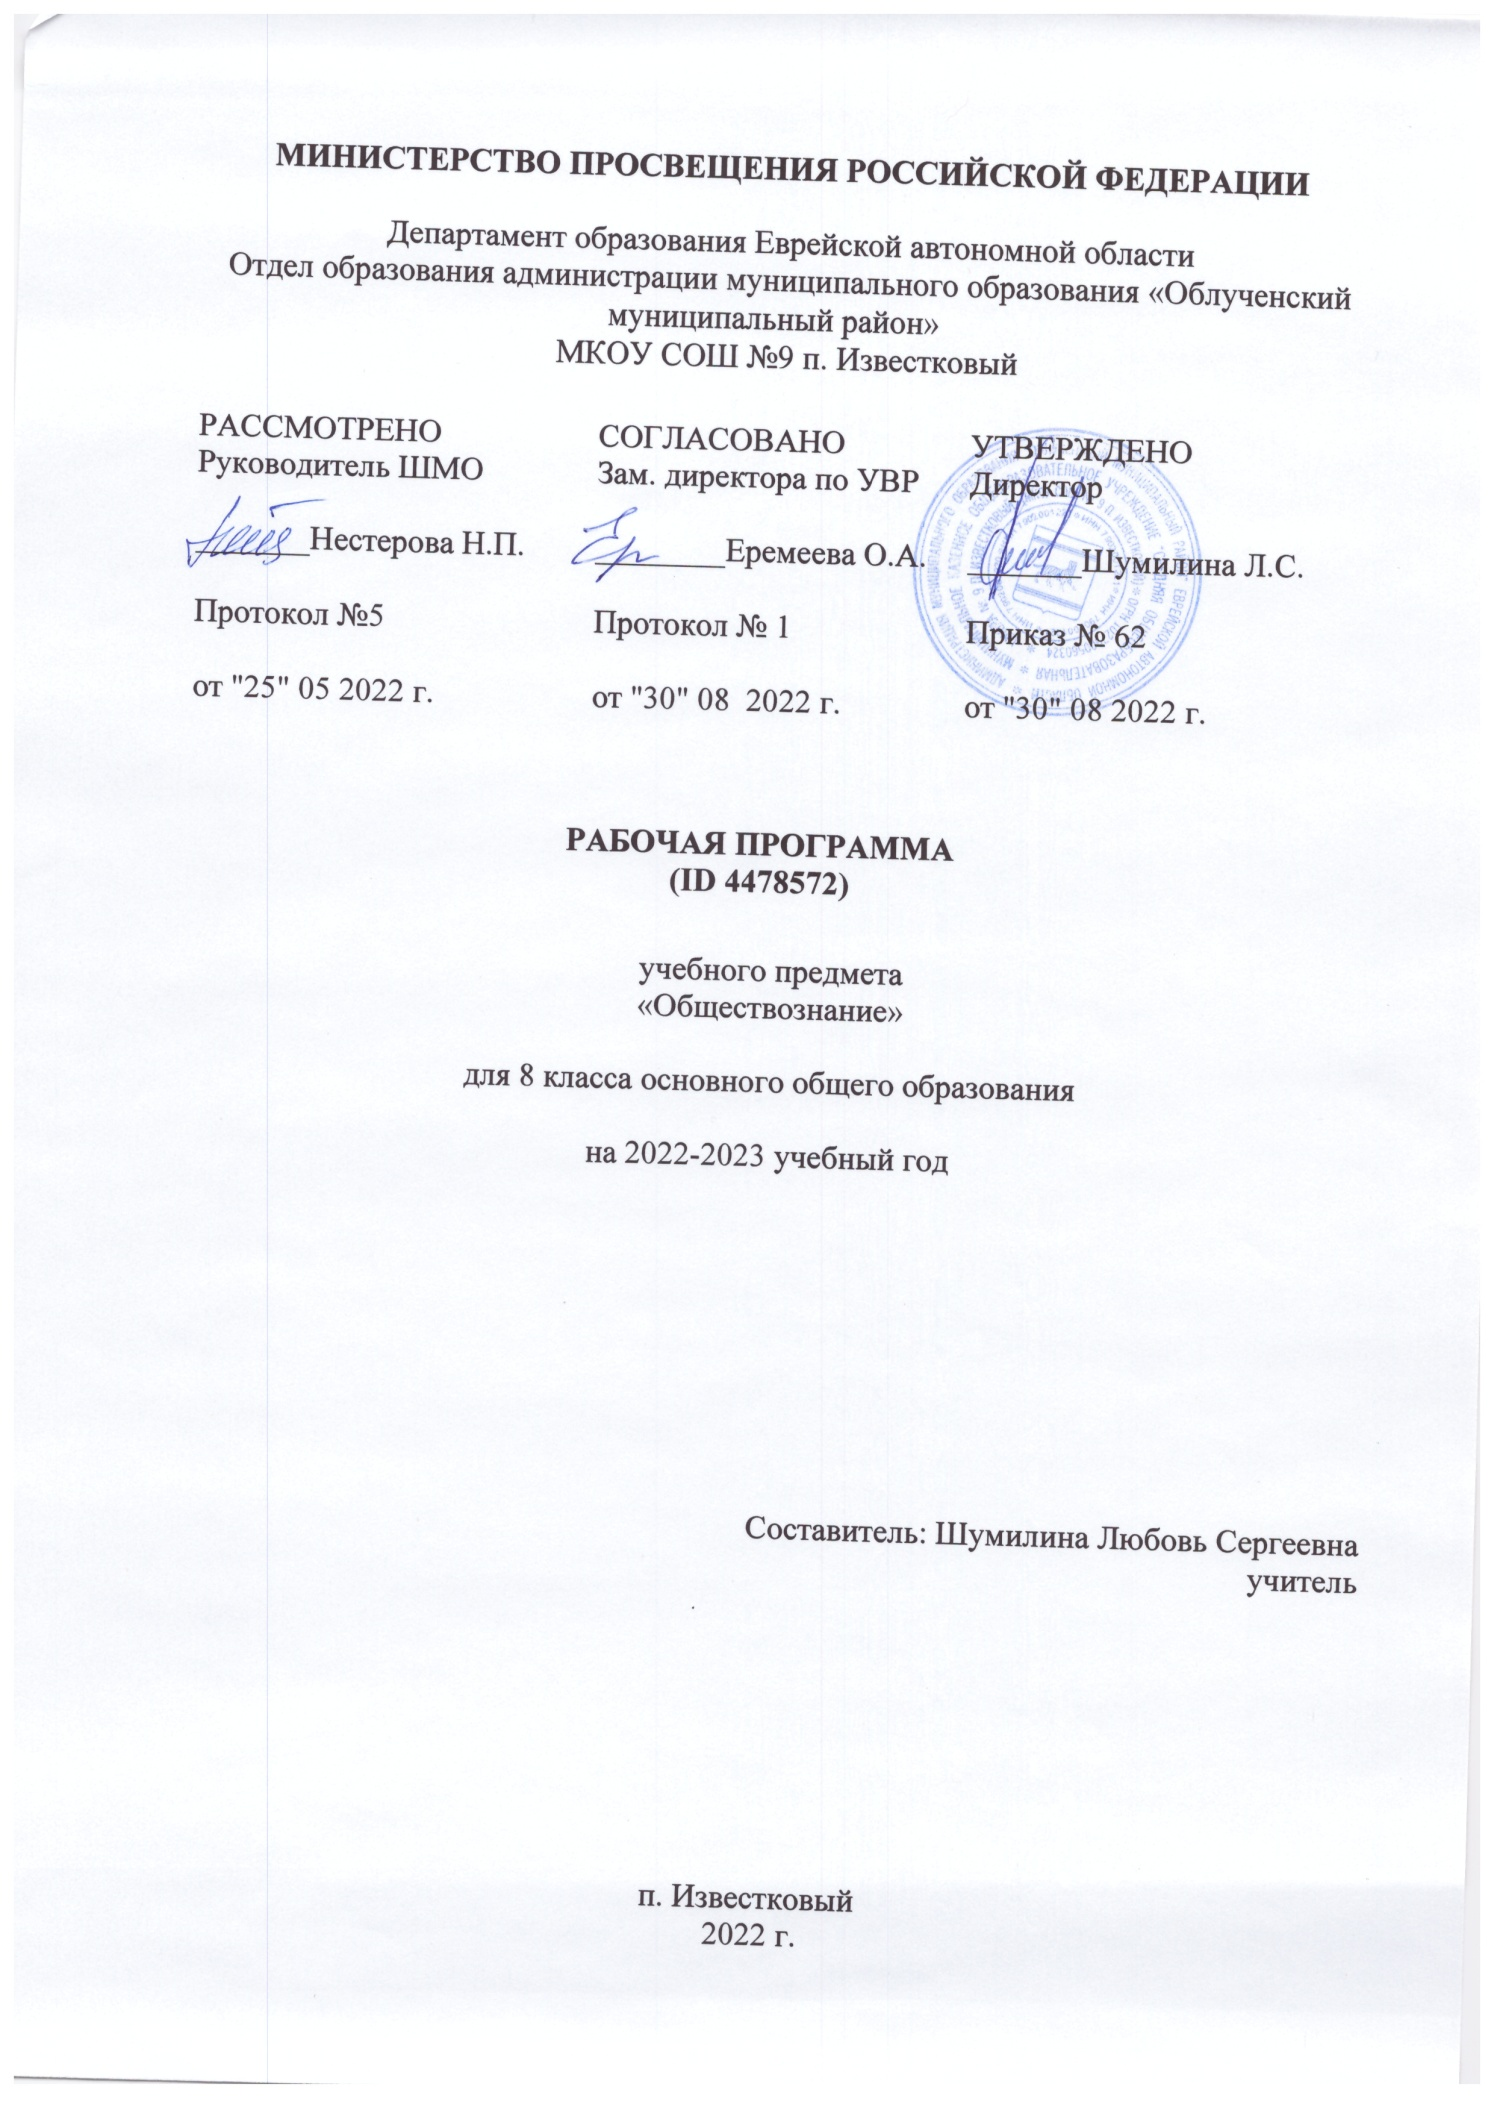 МИНИСТЕРСТВО ПРОСВЕЩЕНИЯ РОССИЙСКОЙ ФЕДЕРАЦИИ
Департамент образования Еврейской автономной области
Отдел образования администрации муниципального образования «Облученский
муниципальный район»
МКОУ СОШ №9 п. Известковый
РАССМОТРЕНО
Руководитель ШМО
_______Нестерова Н.П.
Протокол №5
от "25" 05 2022 г.
СОГЛАСОВАНО
Зам. директора по УВР
________Еремеева О.А.
Протокол № 1
от "30" 08  2022 г.
УТВЕРЖДЕНО
Директор
_______Шумилина Л.С.
Приказ № 62
от "30" 08 2022 г.
РАБОЧАЯ ПРОГРАММА
(ID 4478572)
учебного предмета
«Обществознание»
для 8 класса основного общего образования
на 2022-2023 учебный год
Составитель: Шумилина Любовь Сергеевна
учитель
п. Известковый
2022 г.